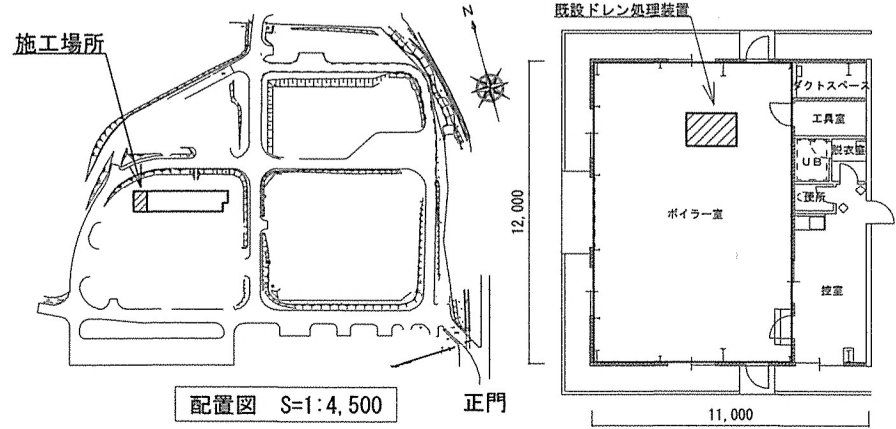 施工場所
N
配置図 S=1:4,500
正門
既設ドレン処理装置
ダクトスペース
工具室
脱衣室
UB
便所
ボイラー室
控室
12,000
11,000